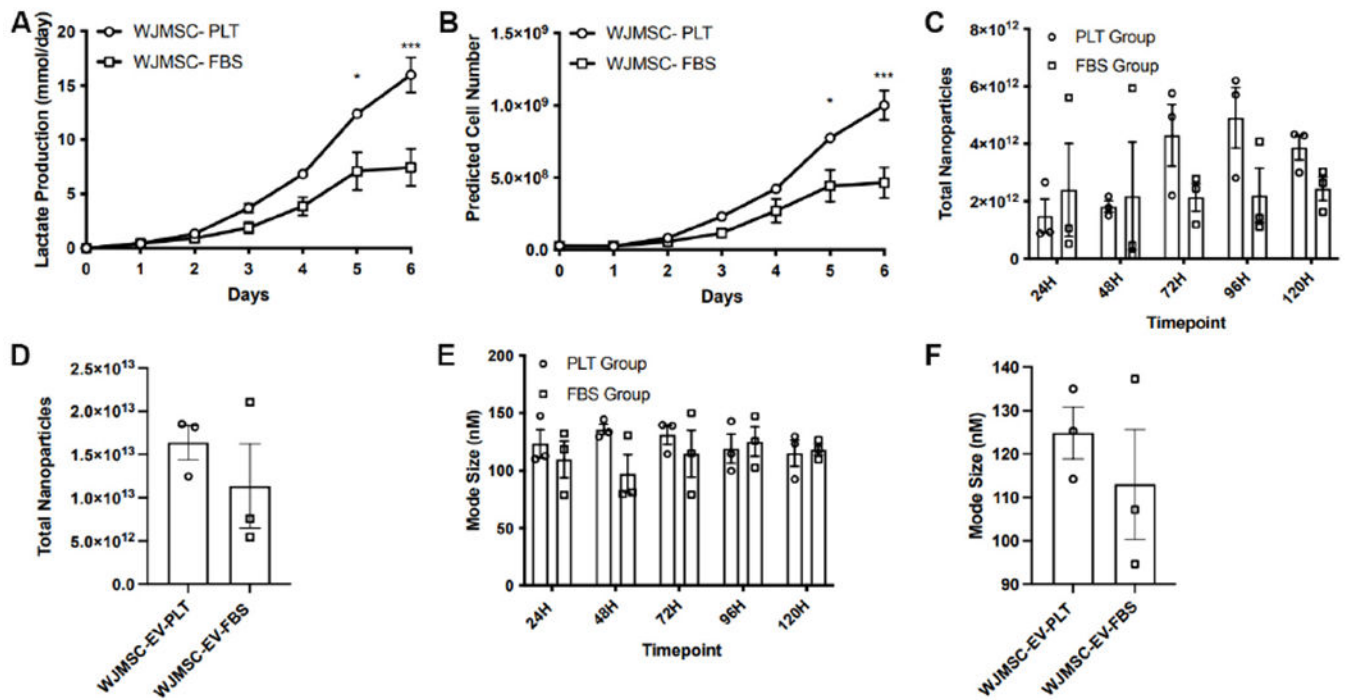 A
Lactate Production (mmol/day)
20
15
10
5
0
WJMSC- PLT
WJMSC- FBS
*
***
0 1 2 3 4 5 6
Days
B
Predicted Cell Number
1.5×10⁹
1.0×10⁹
5.0×10⁸
0.0
WJMSC- PLT
WJMSC- FBS
*
***
0 1 2 3 4 5 6
Days
C
Total Nanoparticles
8×10¹²
6×10¹²
4×10¹²
2×10¹²
0
PLT Group
FBS Group
24H 48H 72H 96H 120H
Timepoint
D
Total Nanoparticles
2.5×10¹³
2.0×10¹³
1.5×10¹³
1.0×10¹³
5.0×10¹²
0.0
WJMSC-EV-PLT
WJMSC-EV-FBS
E
Mode Size (nM)
200
150
100
50
0
PLT Group
FBS Group
24H 48H 72H 96H 120H
Timepoint
F
Mode Size (nM)
140
130
120
110
100
90
WJMSC-EV-PLT
WJMSC-EV-FBS